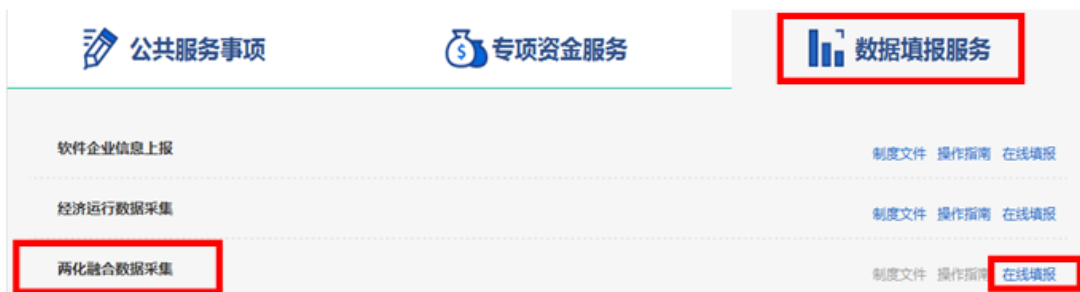 公共服务事项 专项资金服务 数据填报服务
软件企业信息上报 制度文件 操作指南 在线填报
经济运行数据采集 制度文件 操作指南 在线填报
两化融合数据采集 制度文件 操作指南 在线填报